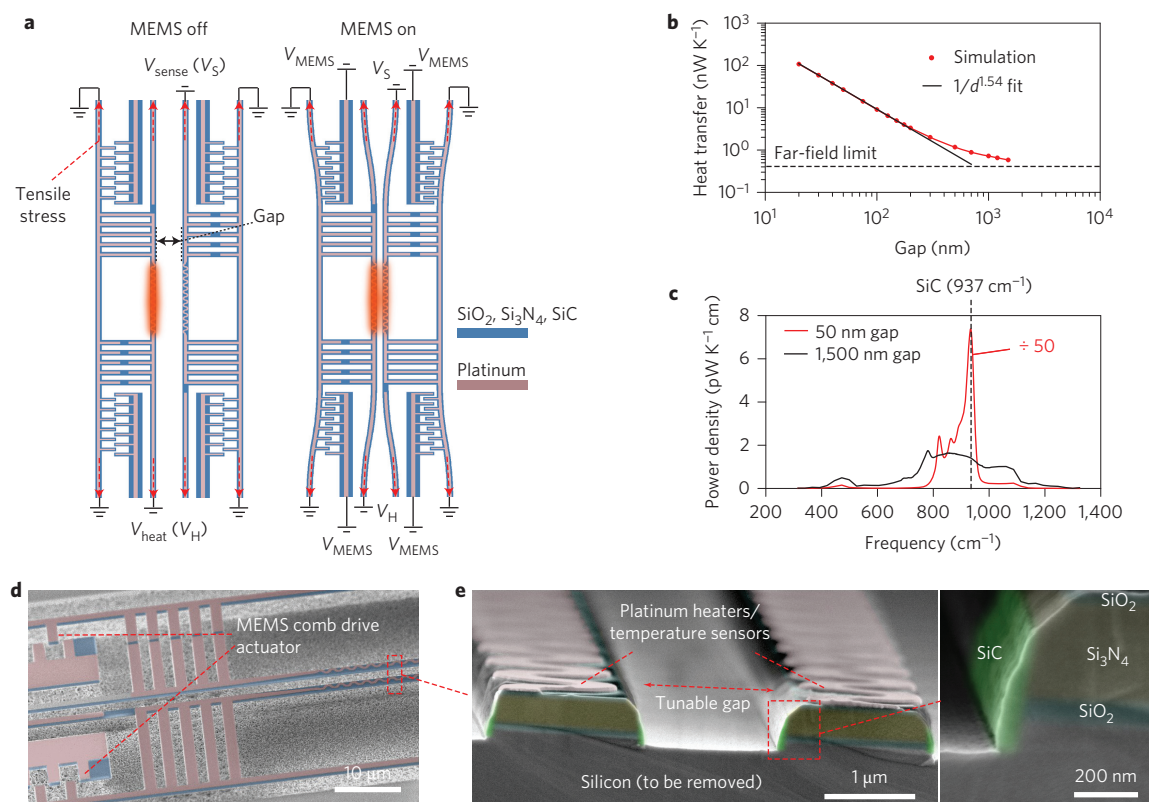 a
MEMS off
MEMS on
Vsense (VS)
VMEMS
VS
VMEMS
Tensile
stress
Gap
SiO2, Si3N4, SiC
Platinum
Vheat (VH)
VH
VMEMS
VMEMS
b
Heat transfer (nW K−1)
10³
10²
10¹
10⁰
10⁻¹
Simulation
1/d^1.54 fit
Far-field limit
10¹
10²
10³
10⁴
Gap (nm)
c
SiC (937 cm−1)
Power density (pW K−1 cm)
8
6
4
2
0
50 nm gap
1,500 nm gap
÷ 50
200
400
600
800
1,000
1,200
1,400
Frequency (cm−1)
d
MEMS comb drive
actuator
10 μm
e
Platinum heaters/
temperature sensors
Tunable gap
Silicon (to be removed)
1 μm
SiO2
SiC
Si3N4
SiO2
200 nm